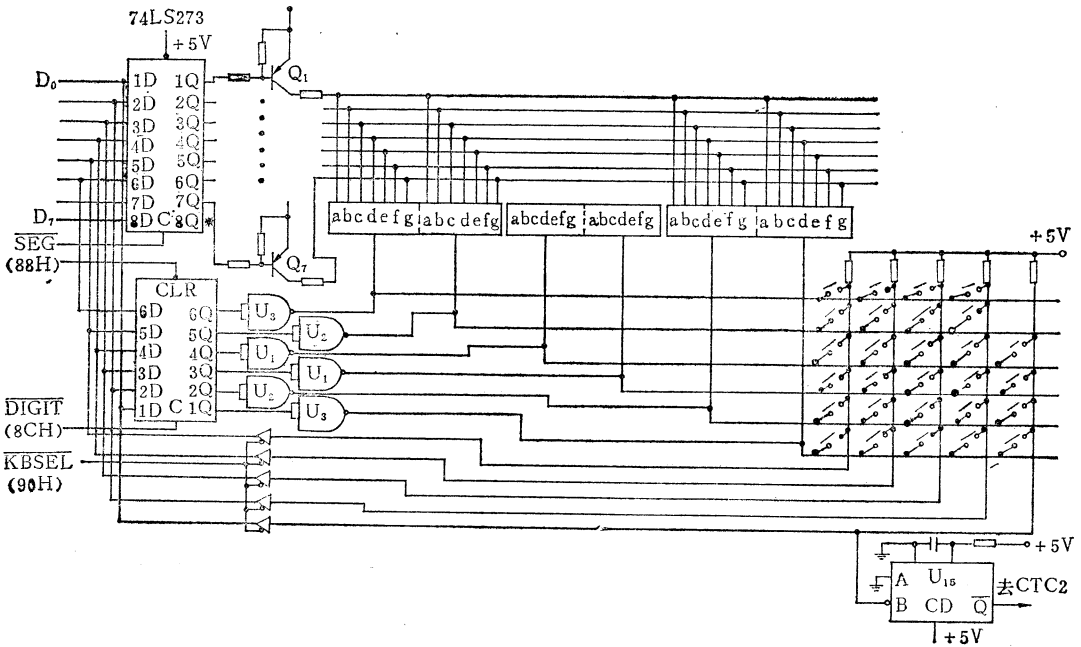 74LS273
+5V
D₀
1D 1Q
2D 2Q
3D 3Q
4D 4Q
5D 5Q
6D 6Q
7D 7Q
D₇
8D C 8Q *
Q₁
Q₇
abcdefg abcdefg
abcdefg abcdefg
abcdefg abcdefg
SEG
(88H)
+5V
CLR
6D 6Q
5D 5Q
4D 4Q
3D 3Q
2D 2Q
1D C 1Q
U₃
U₂
U₁
U₁
U₂
U₃
DIGIT
(8CH)
KBSEL
(90H)
+5V
A U₁₅
B CD Q
去CTC2
+5V